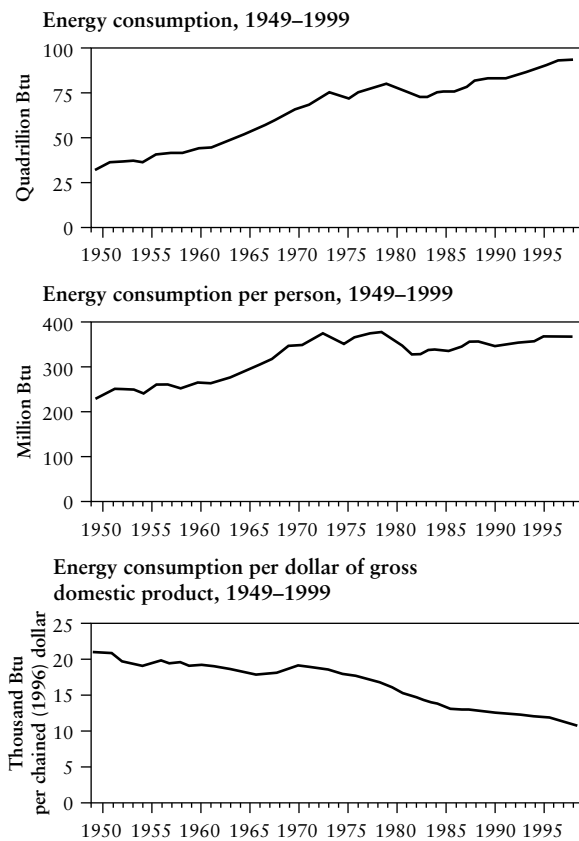 Energy consumption, 1949–1999
Quadrillion Btu
100
75
50
25
0
1950 1955 1960 1965 1970 1975 1980 1985 1990 1995
Energy consumption per person, 1949–1999
Million Btu
400
300
200
100
0
1950 1955 1960 1965 1970 1975 1980 1985 1990 1995
Energy consumption per dollar of gross
domestic product, 1949–1999
Thousand Btu
per chained (1996) dollar
25
20
15
10
5
0
1950 1955 1960 1965 1970 1975 1980 1985 1990 1995